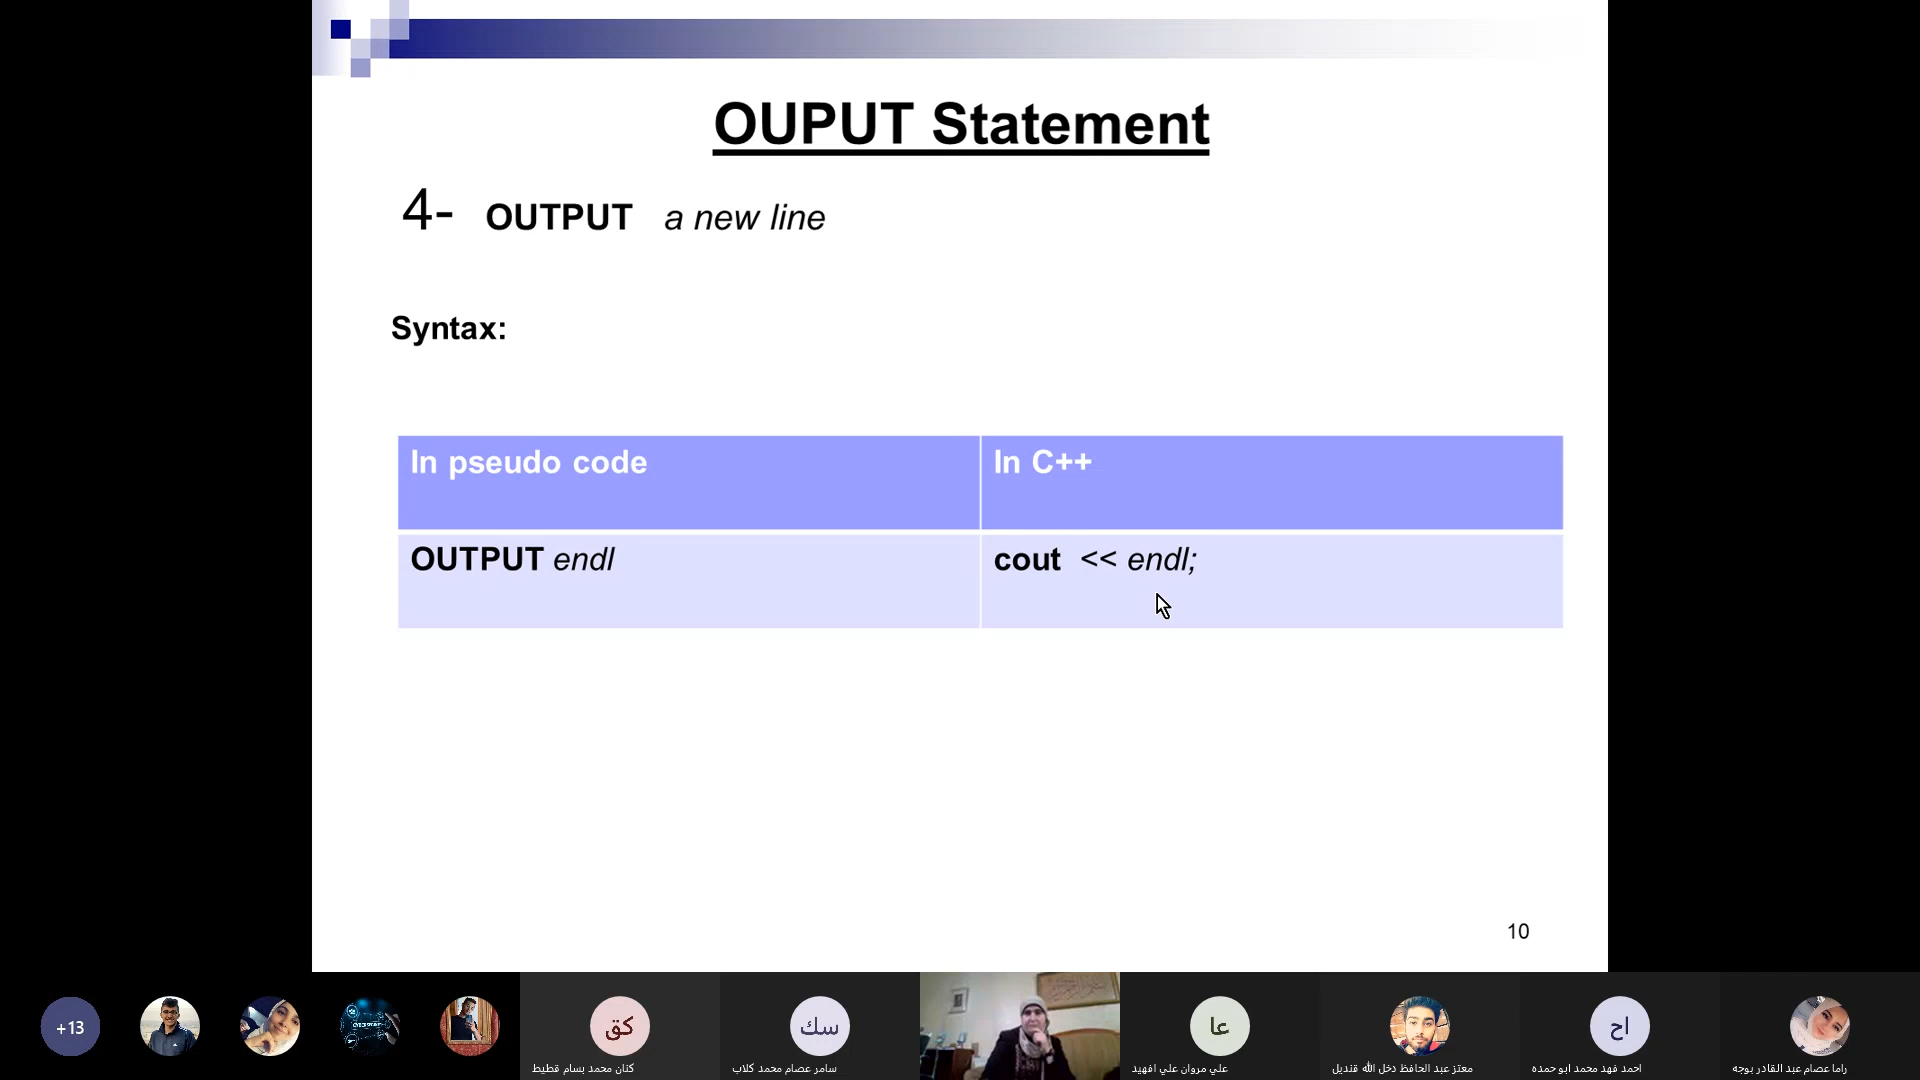 OUPUT Statement
4- OUTPUT a new line
Syntax:
In pseudo code
In C++
OUTPUT endl
cout << endl;
10
+13
كق
سك
عا
اح
كنان محمد بسام قطيط
سامر عصام محمد كلاب
علي مروان علي افهيد
معتز عبد الحافظ دخل الله قنديل
احمد فهد محمد ابو حمده
راما عصام عبد القادر بوجه